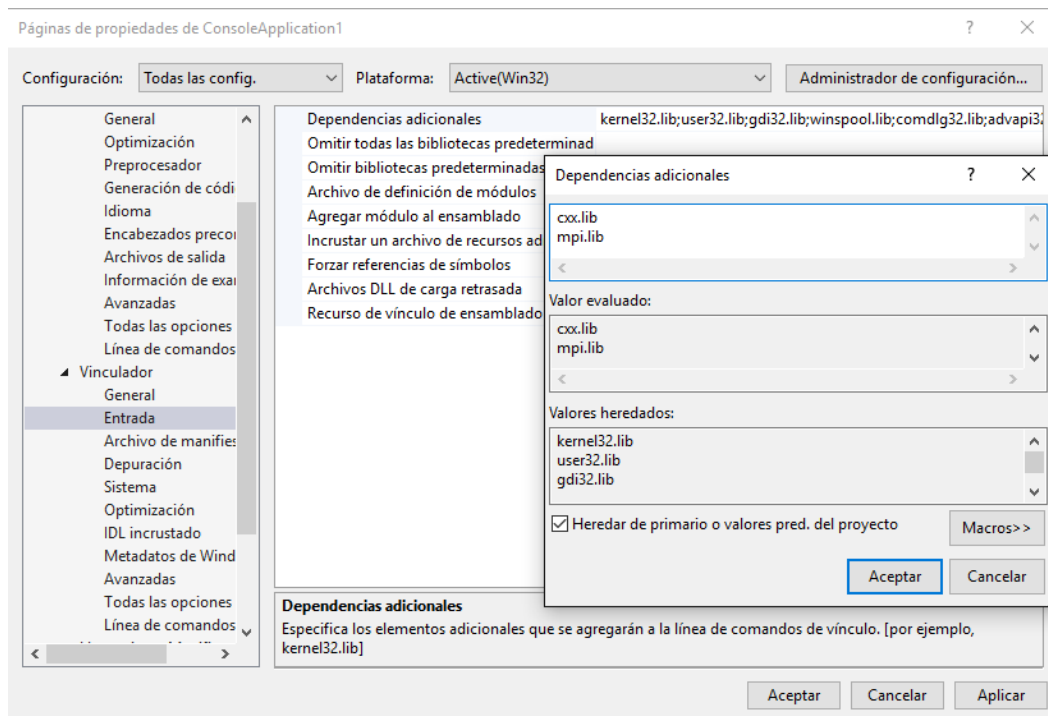 Páginas de propiedades de ConsoleApplication1
Configuración: Todas las config. Plataforma: Active(Win32) Administrador de configuración...
General
Optimización
Preprocesador
Generación de códi
Idioma
Encabezados precor
Archivos de salida
Información de exar
Avanzadas
Todas las opciones
Línea de comandos
Vinculador
General
Entrada
Archivo de manifies
Depuración
Sistema
Optimización
IDL incrustado
Metadatos de Wind
Avanzadas
Todas las opciones
Línea de comandos
Dependencias adicionales kernel32.lib;user32.lib;gdi32.lib;winspool.lib;comdlg32.lib;advapi32
Omitir todas las bibliotecas predeterminad
Omitir bibliotecas predeterminadas
Archivo de definición de módulos
Agregar módulo al ensamblado
Incrustar un archivo de recursos ad
Forzar referencias de símbolos
Archivos DLL de carga retrasada
Recurso de vínculo de ensamblado
Dependencias adicionales
cxx.lib
mpi.lib
Valor evaluado:
cxx.lib
mpi.lib
Valores heredados:
kernel32.lib
user32.lib
gdi32.lib
Heredar de primario o valores pred. del proyecto
Macros>>
Aceptar Cancelar
Dependencias adicionales
Especifica los elementos adicionales que se agregarán a la línea de comandos de vínculo. [por ejemplo,
kernel32.lib]
Aceptar Cancelar Aplicar